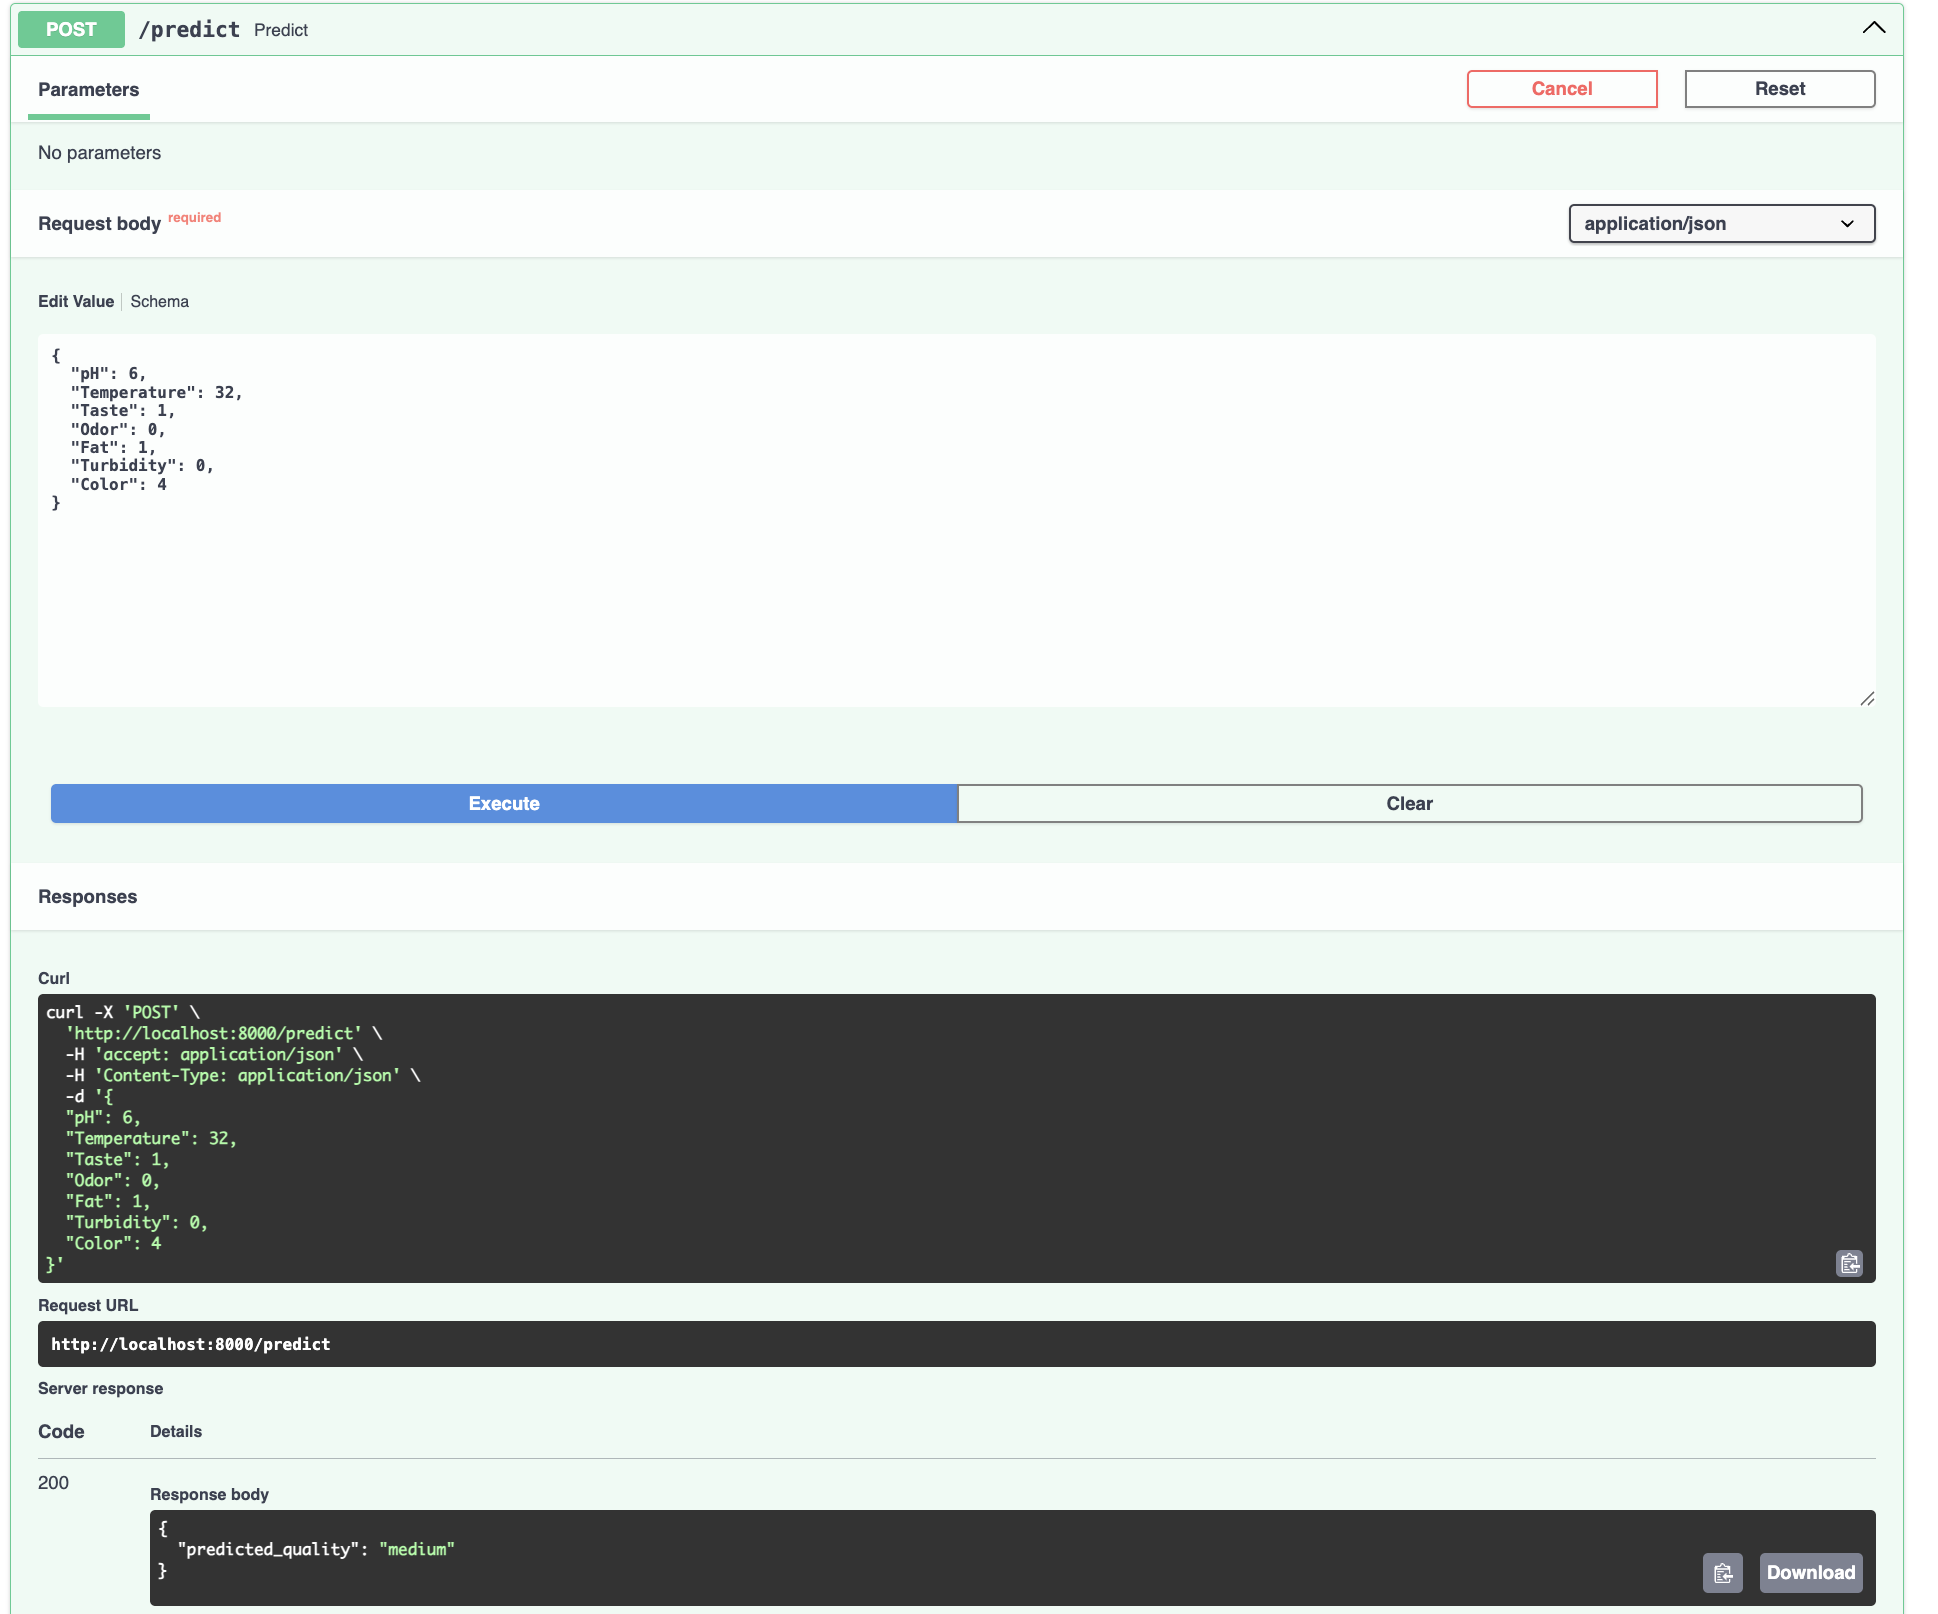 POST /predict Predict
Parameters
Cancel
Reset
No parameters
Request body required
application/json
Edit Value
Schema
{
  "pH": 6,
  "Temperature": 32,
  "Taste": 1,
  "Odor": 0,
  "Fat": 1,
  "Turbidity": 0,
  "Color": 4
}
Execute
Clear
Responses
Curl
curl -X 'POST' \
  'http://localhost:8000/predict' \
  -H 'accept: application/json' \
  -H 'Content-Type: application/json' \
  -d '{
  "pH": 6,
  "Temperature": 32,
  "Taste": 1,
  "Odor": 0,
  "Fat": 1,
  "Turbidity": 0,
  "Color": 4
}'
Request URL
http://localhost:8000/predict
Server response
Code
Details
200
Response body
{
  "predicted_quality": "medium"
}
Download